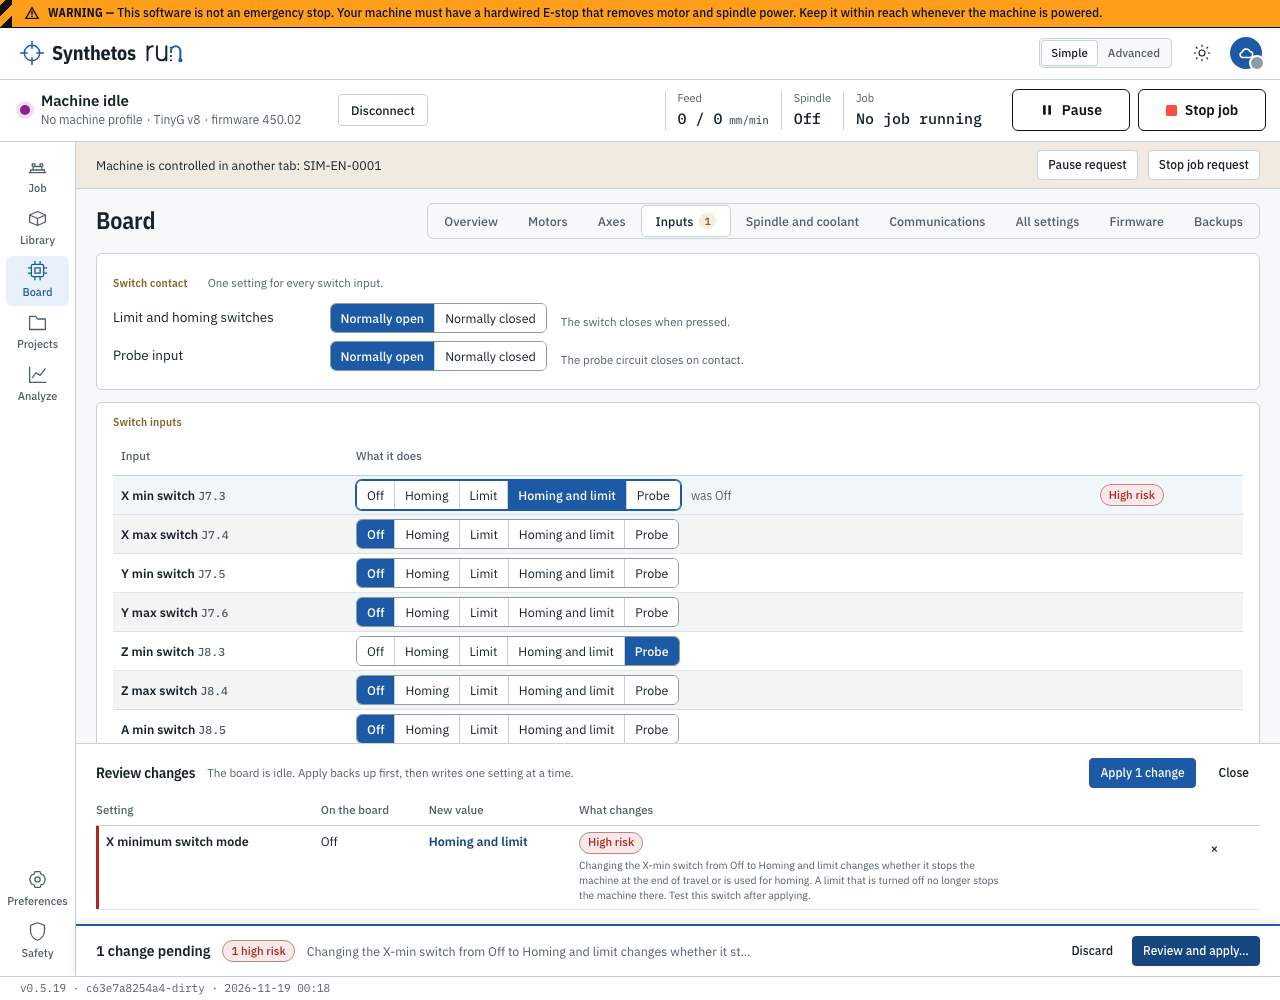 WARNING — This software is not an emergency stop. Your machine must have a hardwired E-stop that removes motor and spindle power. Keep it within reach whenever the machine is powered.
Synthetos run
Simple Advanced
Machine idle
No machine profile · TinyG v8 · firmware 450.02
Disconnect
Feed
0 / 0 mm/min
Spindle
Off
Job
No job running
Pause
Stop job
Machine is controlled in another tab: SIM-EN-0001
Pause request
Stop job request
Job
Library
Board
Projects
Analyze
Preferences
Safety
Board
Overview Motors Axes Inputs 1 Spindle and coolant Communications All settings Firmware Backups
Switch contact One setting for every switch input.
Limit and homing switches Normally open Normally closed The switch closes when pressed.
Probe input Normally open Normally closed The probe circuit closes on contact.
Switch inputs
Input What it does
X min switch J7.3 Off Homing Limit Homing and limit Probe was Off High risk
X max switch J7.4 Off Homing Limit Homing and limit Probe
Y min switch J7.5 Off Homing Limit Homing and limit Probe
Y max switch J7.6 Off Homing Limit Homing and limit Probe
Z min switch J8.3 Off Homing Limit Homing and limit Probe
Z max switch J8.4 Off Homing Limit Homing and limit Probe
A min switch J8.5 Off Homing Limit Homing and limit Probe
Review changes The board is idle. Apply backs up first, then writes one setting at a time.
Apply 1 change Close
Setting On the board New value What changes
X minimum switch mode Off Homing and limit High risk ×
Changing the X-min switch from Off to Homing and limit changes whether it stops the
machine at the end of travel or is used for homing. A limit that is turned off no longer stops
the machine there. Test this switch after applying.
1 change pending 1 high risk Changing the X-min switch from Off to Homing and limit changes whether it st...
Discard Review and apply...
v0.5.19 · c63e7a8254a4-dirty · 2026-11-19 00:18